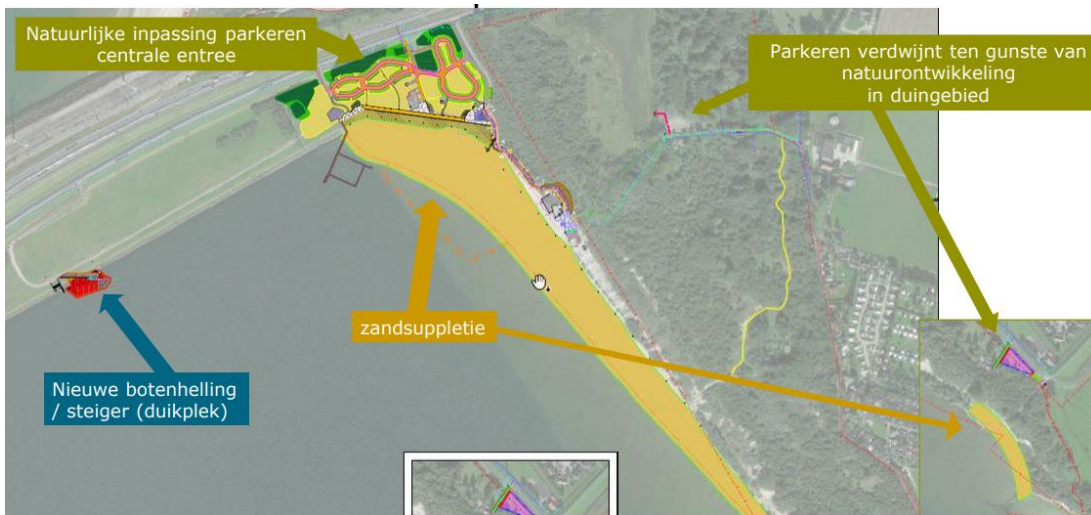 Natuurlijke inpassing parkeren
centrale entree
Parkeren verdwijnt ten gunste van
natuurontwikkeling
in duingebied
zandsuppletie
Nieuwe botenhelling
/ steiger (duikplek)